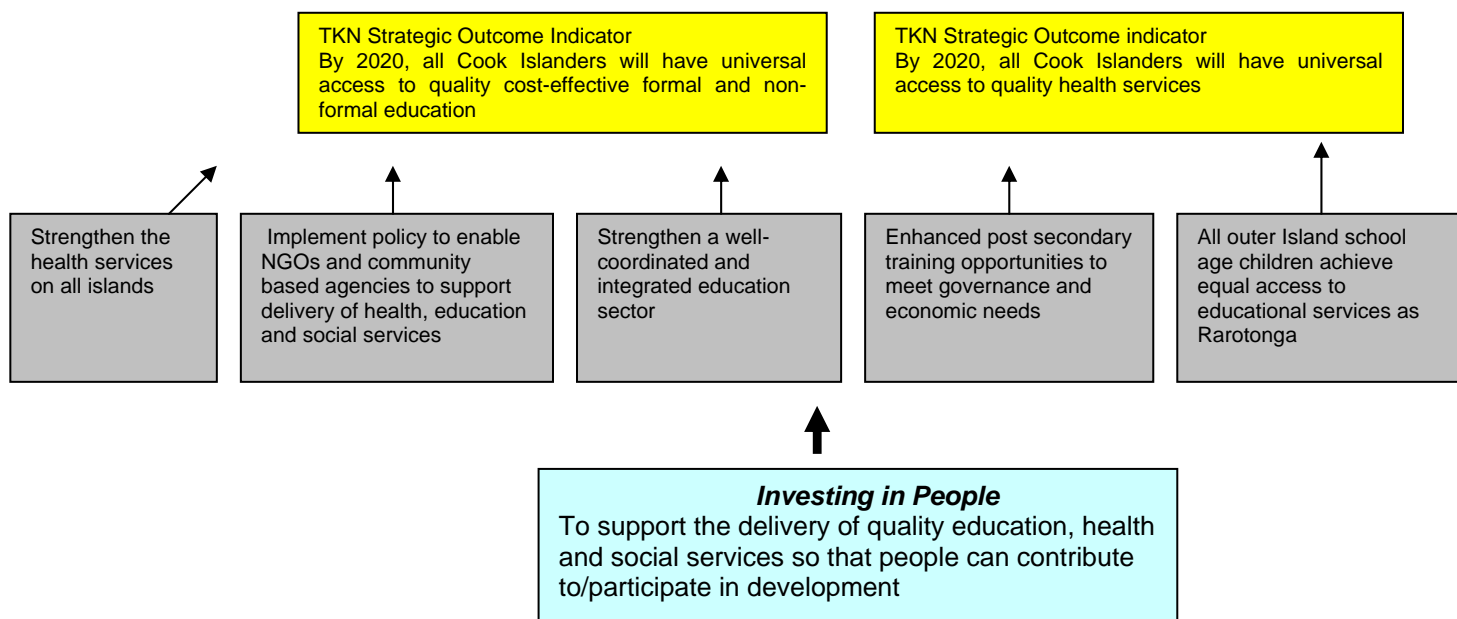 TKN Strategic Outcome Indicator
By 2020, all Cook Islanders will have universal
access to quality cost-effective formal and non-
formal education
TKN Strategic Outcome indicator
By 2020, all Cook Islanders will have universal
access to quality health services
Strengthen the
health services
on all islands
Implement policy to enable
NGOs and community
based agencies to support
delivery of health, education
and social services
Strengthen a well-
coordinated and
integrated education
sector
Enhanced post secondary
training opportunities to
meet governance and
economic needs
All outer Island school
age children achieve
equal access to
educational services as
Rarotonga
Investing in People
To support the delivery of quality education, health
and social services so that people can contribute
to/participate in development